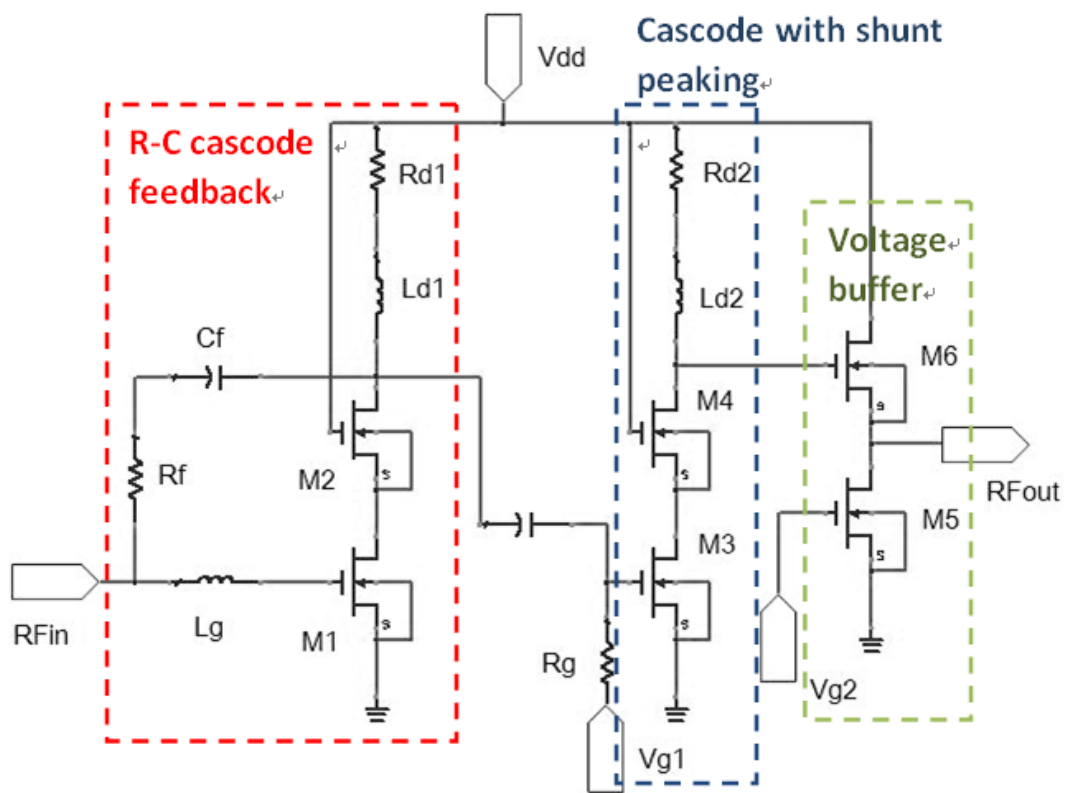 Cascode with shunt
peaking↵
Vdd
R-C cascode ↵
feedback↵
↵
Rd1
Rd2
Voltage↵
buffer↵
Ld1
Ld2
Cf
M6
M4
s
Rf
M2
s
s
RFout
M3
M5
s
RFin
Lg
M1
s
s
Rg
Vg2
Vg1